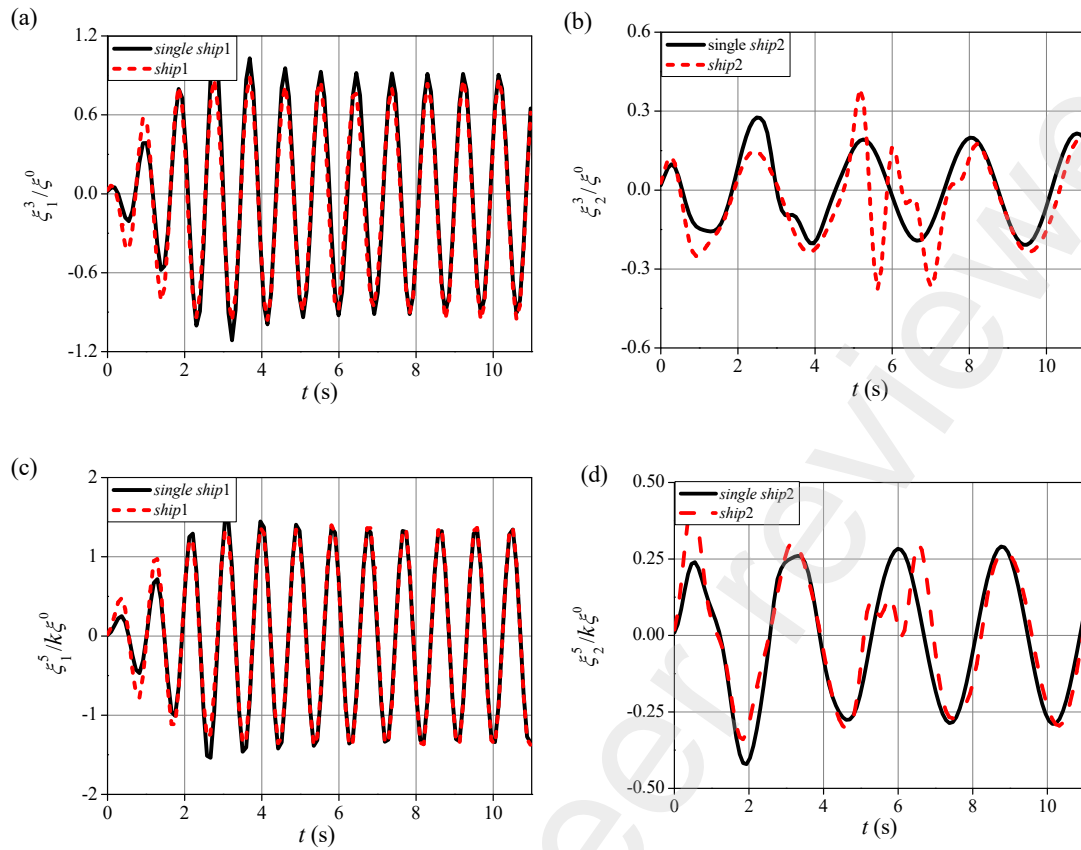 (a)
1.2
0.6
0.0
-0.6
-1.2
ξ₁³/ξ⁰
single ship1
ship1
0 2 4 6 8 10
t (s)
(b)
0.6
0.3
0.0
-0.3
-0.6
ξ₂³/ξ⁰
single ship2
ship2
0 2 4 6 8 10
t (s)
(c)
2
1
0
-1
-2
ξ₁⁵/kξ⁰
single ship1
ship1
0 2 4 6 8 10
t (s)
(d)
0.50
0.25
0.00
-0.25
-0.50
ξ₂⁵/kξ⁰
single ship2
ship2
0 2 4 6 8 10
t (s)
eer review